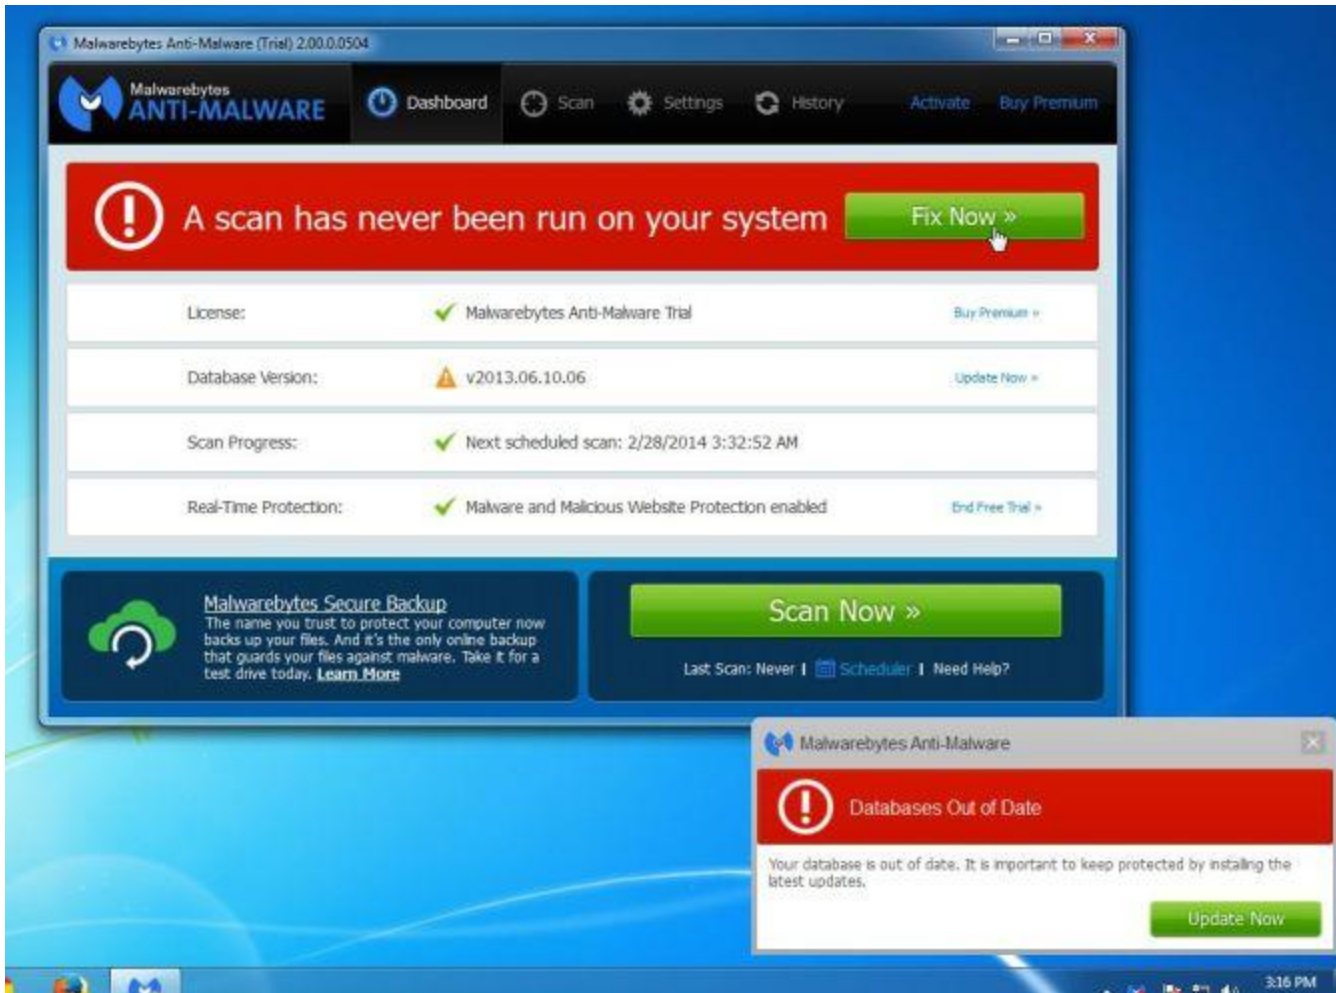 Malwarebytes Anti-Malware (Trial) 2.00.0.0504
Malwarebytes
ANTI-MALWARE
Dashboard
Scan
Settings
History
Activate
Buy Premium
A scan has never been run on your system
Fix Now »
License:
Malwarebytes Anti-Malware Trial
Buy Premium »
Database Version:
v2013.06.10.06
Update Now »
Scan Progress:
Next scheduled scan: 2/28/2014 3:32:52 AM
Real-Time Protection:
Malware and Malicious Website Protection enabled
End Free Trial »
Malwarebytes Secure Backup
The name you trust to protect your computer now
backs up your files. And it's the only online backup
that guards your files against malware. Take it for a
test drive today. Learn More
Scan Now »
Last Scan: Never | Scheduler | Need Help?
Malwarebytes Anti-Malware
Databases Out of Date
Your database is out of date. It is important to keep protected by installing the
latest updates.
Update Now
3:16 PM